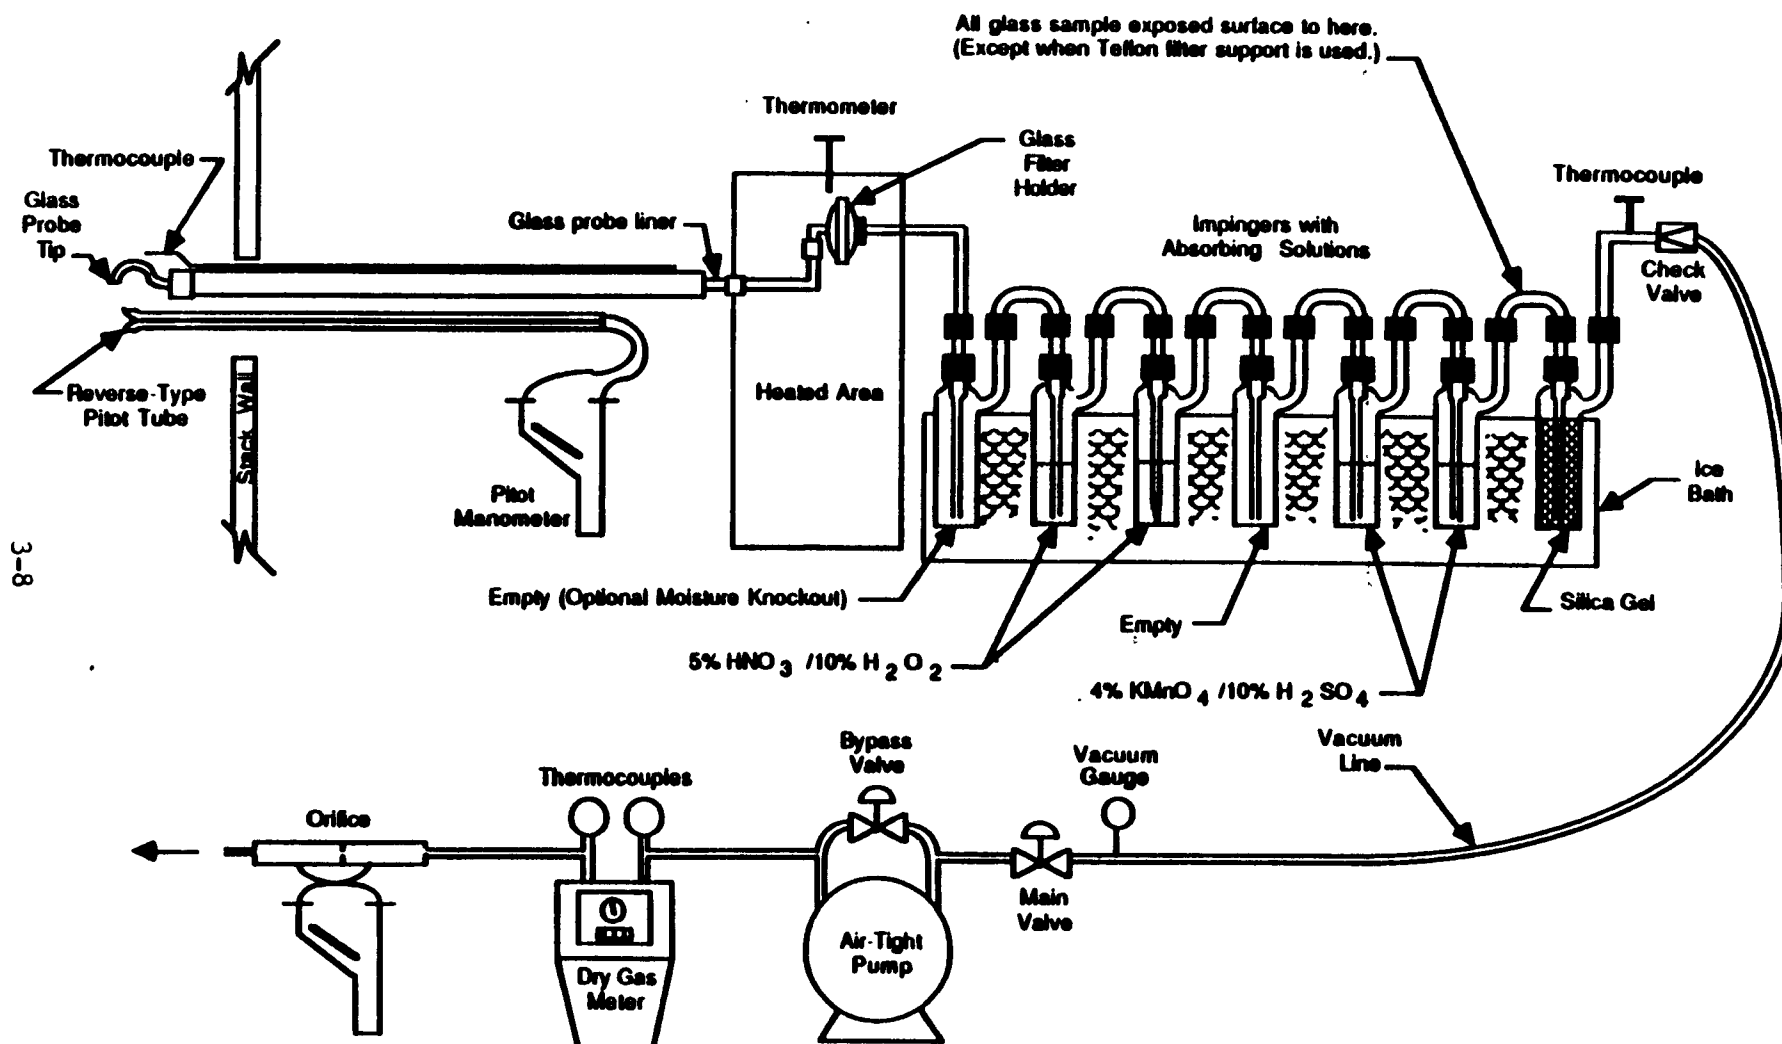 All glass sample exposed surface to here.
(Except when Teflon filter support is used.)
Thermometer
Glass
Filter
Holder
Thermocouple
Glass
Probe
Tip
Glass probe liner
Impingers with
Absorbing Solutions
Thermocouple
Check
Valve
Reverse-Type
Pitot Tube
Stack Wall
Heated Area
Pitot
Manometer
Ice
Bath
3-8
Empty (Optional Moisture Knockout)
Silica Gel
Empty
5% HNO3 /10% H2O2
4% KMnO4 /10% H2SO4
Bypass
Valve
Vacuum
Gauge
Vacuum
Line
Thermocouples
Orifice
Main
Valve
Air-Tight
Pump
Dry Gas
Meter